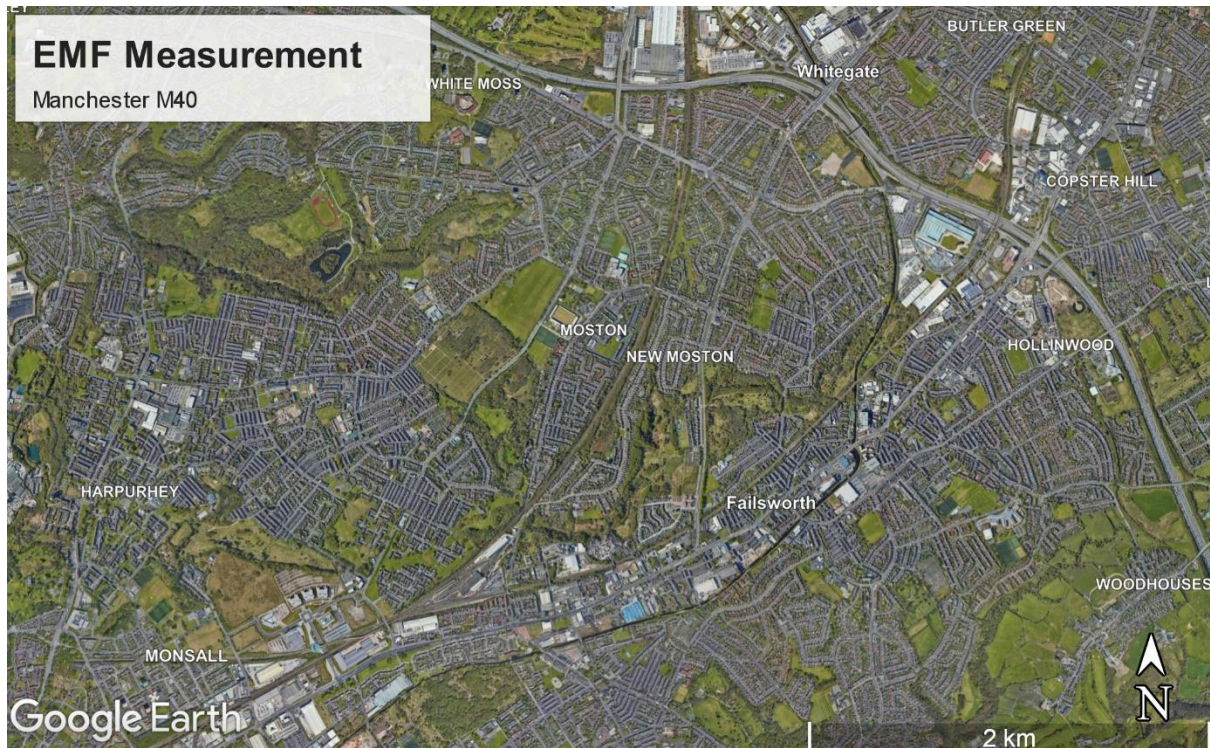 EY
EMF Measurement
Manchester M40
BUTLER GREEN
Whitegate
WHITE MOSS
COPSTER HILL
MOSTON
NEW MOSTON
HOLLINWOOD
HARPURHEY
Failsworth
WOODHOUSES
MONSALL
N
Google Earth
2 km